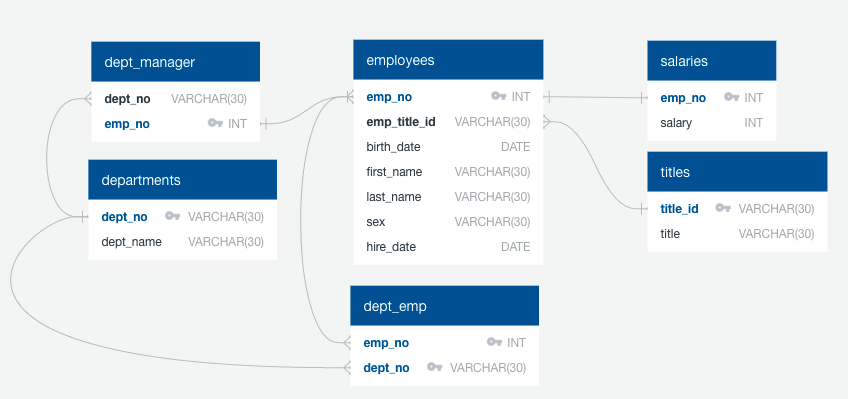 dept_manager
dept_no VARCHAR(30)
emp_no INT
departments
dept_no VARCHAR(30)
dept_name VARCHAR(30)
employees
emp_no INT
emp_title_id VARCHAR(30)
birth_date DATE
first_name VARCHAR(30)
last_name VARCHAR(30)
sex VARCHAR(30)
hire_date DATE
dept_emp
emp_no INT
dept_no VARCHAR(30)
salaries
emp_no INT
salary INT
titles
title_id VARCHAR(30)
title VARCHAR(30)